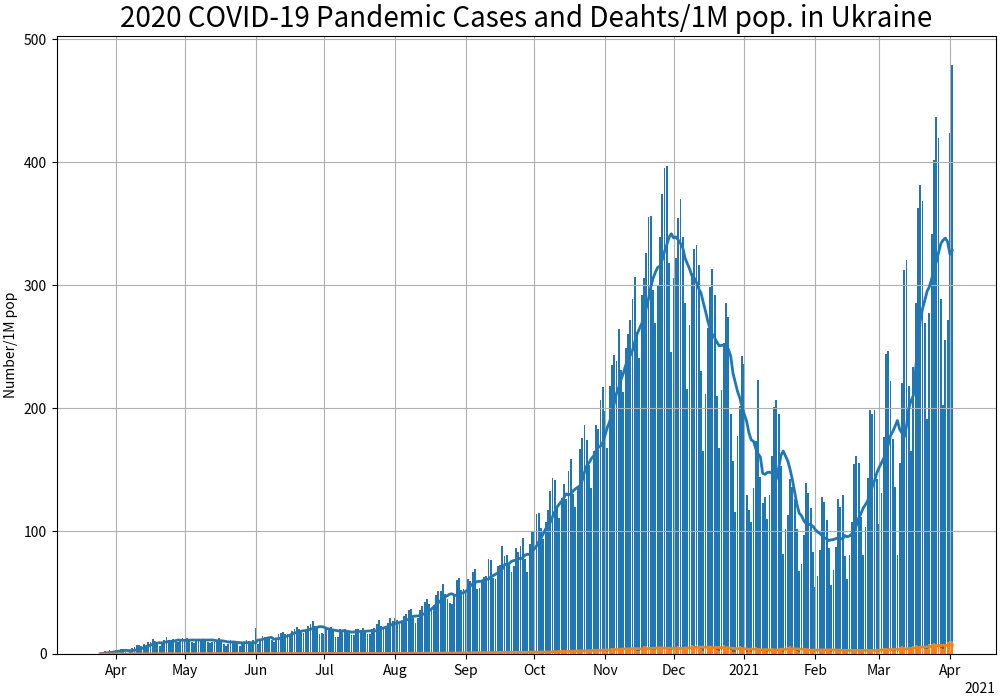 2020 COVID-19 Pandemic Cases and Deahts/1M pop. in Ukraine
Number/1M pop
500
400
300
200
100
0
Apr May Jun Jul Aug Sep Oct Nov Dec 2021 Feb Mar Apr
2021